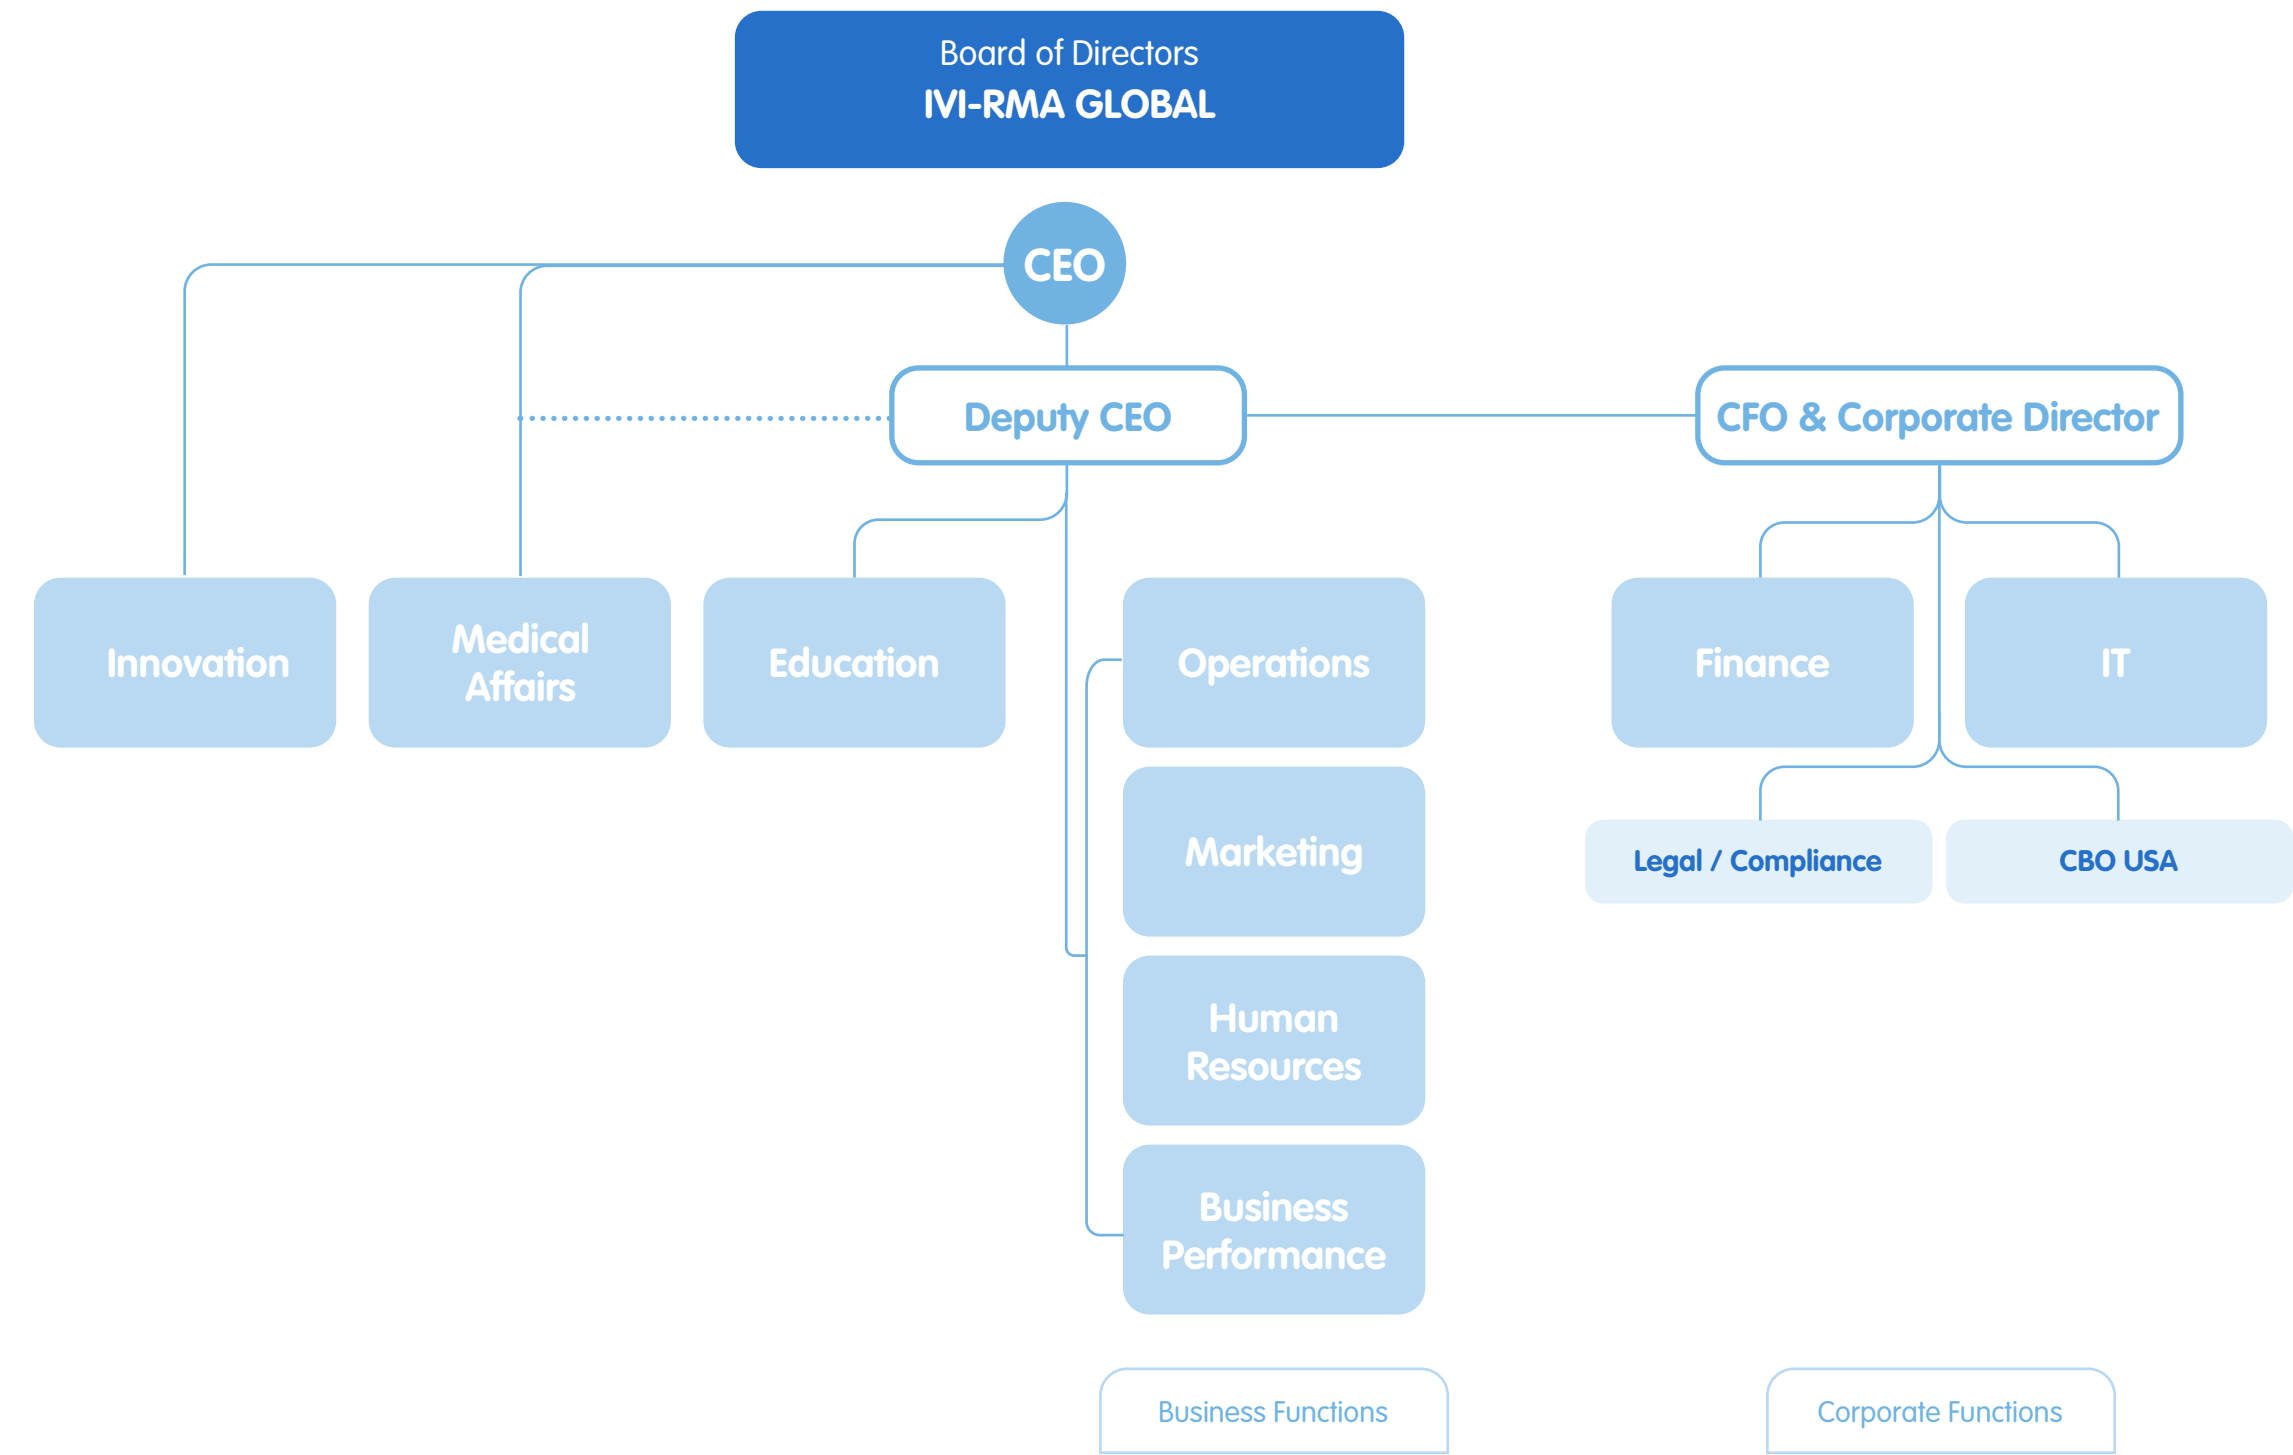 Board of Directors
IVI-RMA GLOBAL
CEO
Deputy CEO
CFO & Corporate Director
Innovation
Medical
Affairs
Education
Operations
Finance
IT
Marketing
Legal / Compliance
CBO USA
Human
Resources
Business
Performance
Business Functions
Corporate Functions